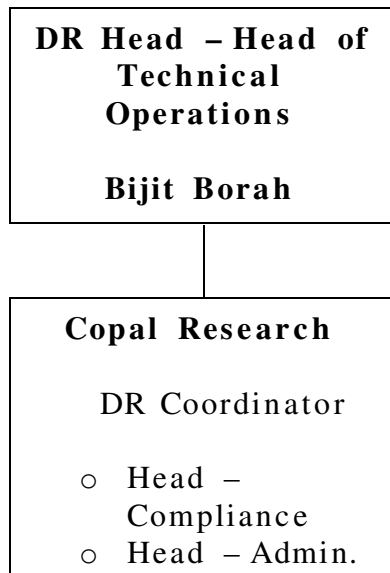 DR Head – Head of
Technical
Operations
Bijit Borah
Copal Research
DR Coordinator
o Head –
Compliance
o Head – Admin.